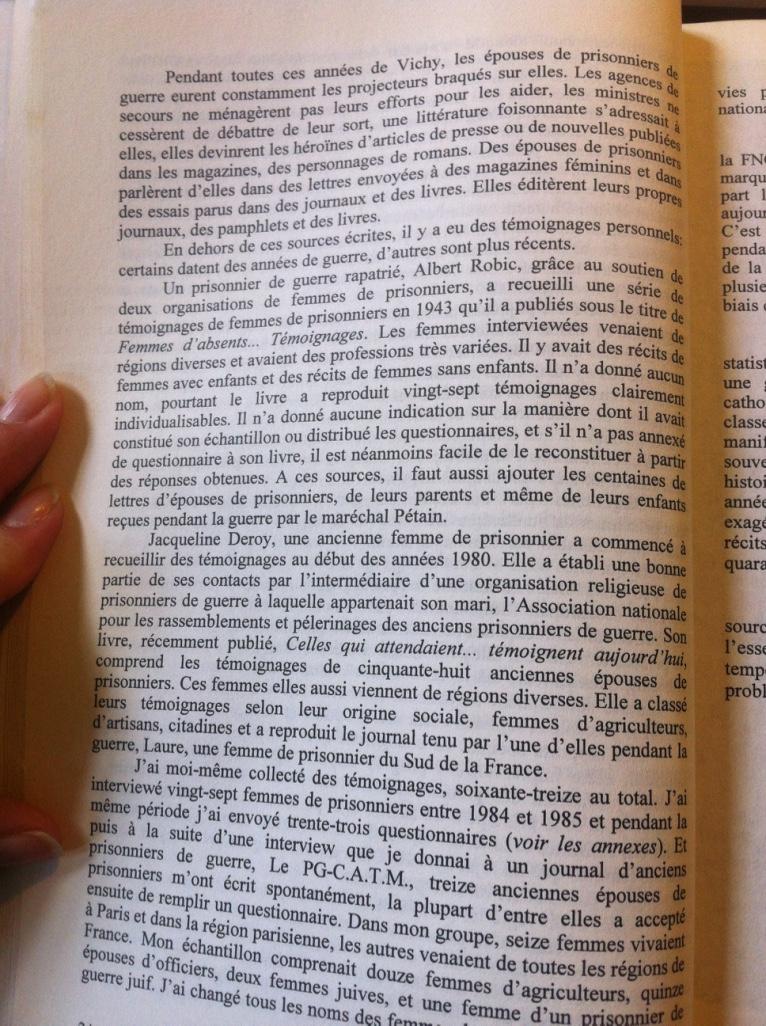 Pendant toutes ces années de Vichy, les épouses de prisonniers de
guerre eurent constamment les projecteurs braqués sur elles. Les agences de
secours ne ménagèrent pas leurs efforts pour les aider, les ministres ne
cessèrent de débattre de leur sort, une littérature foisonnante s'adressait à
elles, elles devinrent les héroïnes d'articles de presse ou de nouvelles publiées
dans les magazines, des personnages de romans. Des épouses de prisonniers
parlèrent d'elles dans des lettres envoyées à des magazines féminins et dans
des essais parus dans des journaux et des livres. Elles éditèrent leurs propres
journaux, des pamphlets et des livres.
En dehors de ces sources écrites, il y a eu des témoignages personnels:
certains datent des années de guerre, d'autres sont plus récents.
Un prisonnier de guerre rapatrié, Albert Robic, grâce au soutien de
deux organisations de femmes de prisonniers, a recueilli une série de
témoignages de femmes de prisonniers en 1943 qu'il a publiés sous le titre de
Femmes d'absents... Témoignages. Les femmes interviewées venaient de
régions diverses et avaient des professions très variées. Il y avait des récits de
femmes avec enfants et des récits de femmes sans enfants. Il n'a donné aucun
nom, pourtant le livre a reproduit vingt-sept témoignages clairement
individualisables. Il n'a donné aucune indication sur la manière dont il avait
constitué son échantillon ou distribué les questionnaires, et s'il n'a pas annexé
de questionnaire à son livre, il est néanmoins facile de le reconstituer à partir
des réponses obtenues. A ces sources, il faut aussi ajouter les centaines de
lettres d'épouses de prisonniers, de leurs parents et même de leurs enfants
reçues pendant la guerre par le maréchal Pétain.
Jacqueline Deroy, une ancienne femme de prisonnier a commencé à
recueillir des témoignages au début des années 1980. Elle a établi une bonne
partie de ses contacts par l'intermédiaire d'une organisation religieuse de
prisonniers de guerre à laquelle appartenait son mari, l'Association nationale
pour les rassemblements et pélerinages des anciens prisonniers de guerre. Son
livre, récemment publié, Celles qui attendaient... témoignent aujourd'hui,
comprend les témoignages de cinquante-huit anciennes épouses de
prisonniers. Ces femmes elles aussi viennent de régions diverses. Elle a classé
leurs témoignages selon leur origine sociale, femmes d'agriculteurs,
d'artisans, citadines et a reproduit le journal tenu par l'une d'elles pendant la
guerre, Laure, une femme de prisonnier du Sud de la France.
J'ai moi-même collecté des témoignages, soixante-treize au total. J'ai
interviewé vingt-sept femmes de prisonniers entre 1984 et 1985 et pendant la
même période j'ai envoyé trente-trois questionnaires (voir les annexes). Et
puis à la suite d'une interview que je donnai à un journal d'anciens
prisonniers de guerre, Le PG-C.A.T.M., treize anciennes épouses de
prisonniers m'ont écrit spontanément, la plupart d'entre elles a accepté
ensuite de remplir un questionnaire. Dans mon groupe, seize femmes vivaient
à Paris et dans la région parisienne, les autres venaient de toutes les régions de
France. Mon échantillon comprenait douze femmes d'agriculteurs, quinze
épouses d'officiers, deux femmes juives, et une femme d'un prisonnier de
guerre juif. J'ai changé tous les noms des
vies
la
part
C'est
de la
biais
une
l'esse